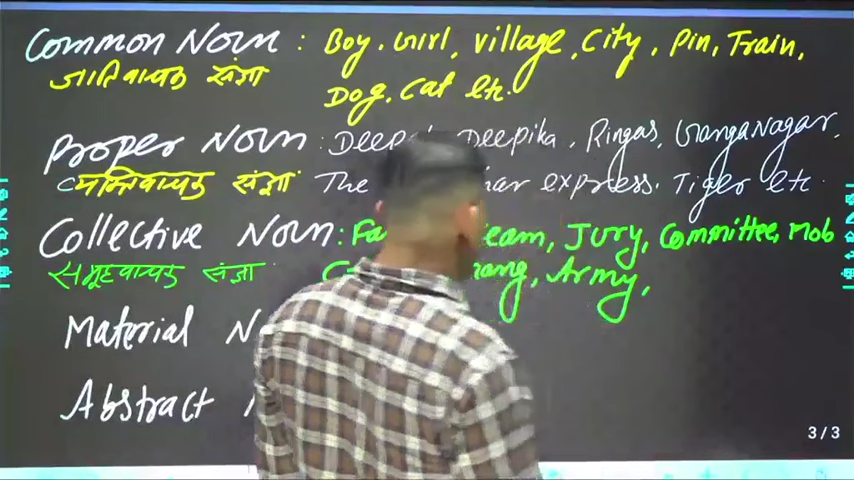 Common Noun : Boy, Girl, Village, City, Pin, Train,
जातिवाचक संज्ञा Dog, Cat etc.
Proper Noun : Deepika, Ringas, GangaNagar,
व्यक्तिवाचक संज्ञा The express. Tiger etc
Collective Noun : Team, Jury, Committee, Mob
समूहवाचक संज्ञा Army,
Material
Abstract
3/3